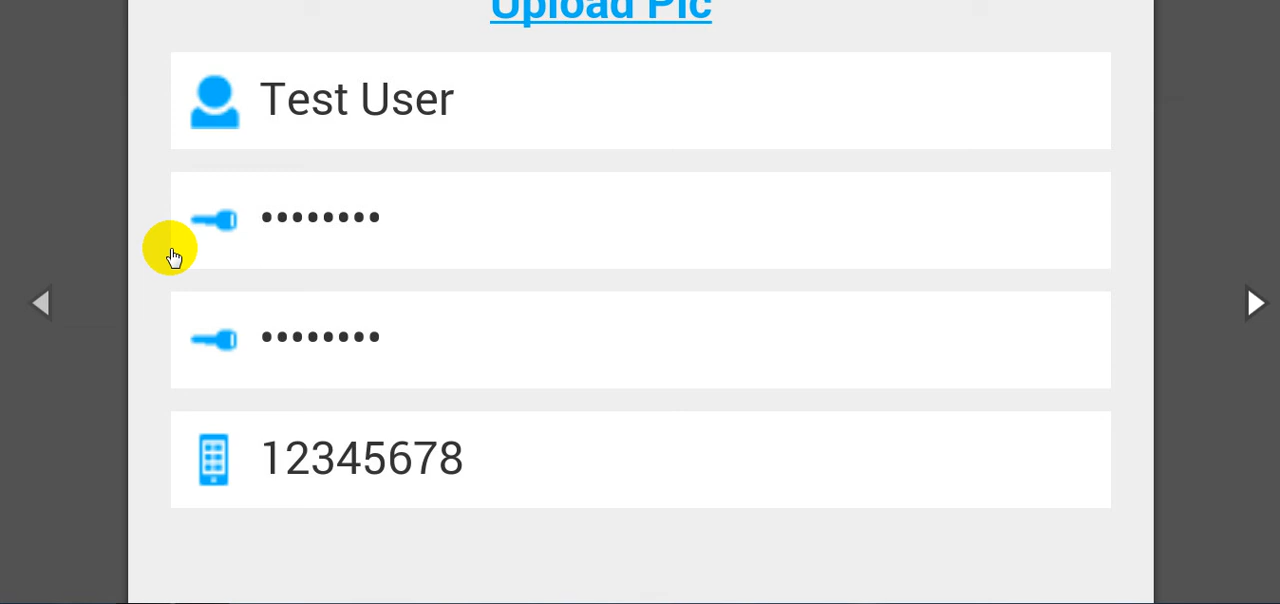 Upload Pic
Test User
••••••••
••••••••
12345678